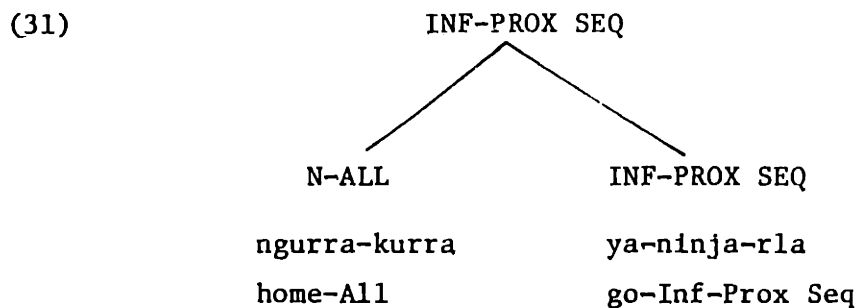 (31) INF-PROX SEQ
N-ALL INF-PROX SEQ
ngurra-kurra ya-ninja-rla
home-All go-Inf-Prox Seq